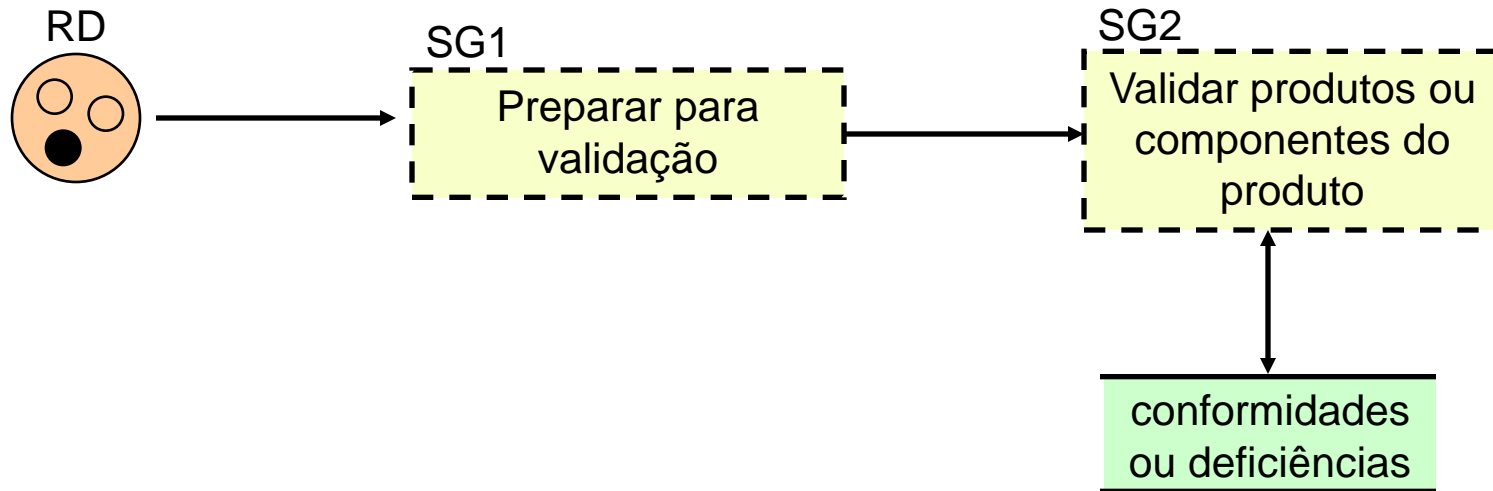 RD
SG1
Preparar para
validação
SG2
Validar produtos ou
componentes do
produto
conformidades
ou deficiências